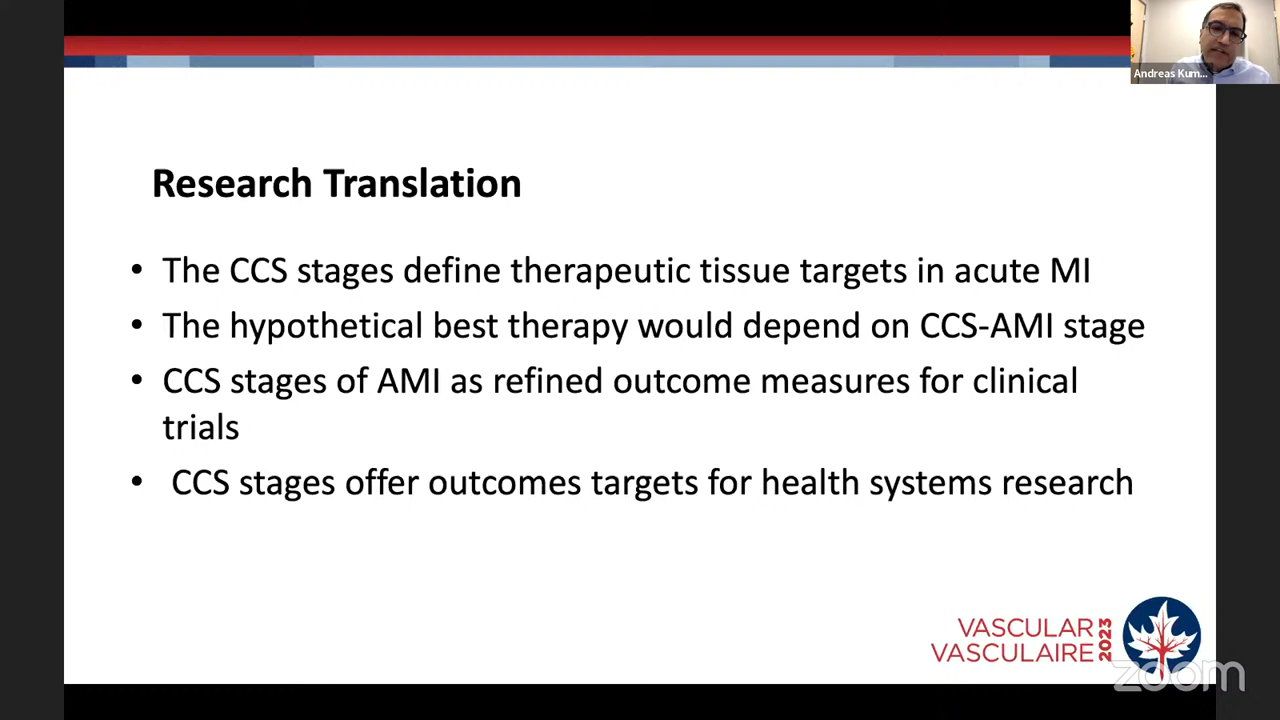 Andreas Kum...
Research Translation
• The CCS stages define therapeutic tissue targets in acute MI
• The hypothetical best therapy would depend on CCS-AMI stage
• CCS stages of AMI as refined outcome measures for clinical
trials
• CCS stages offer outcomes targets for health systems research
VASCULAR
VASCULAIRE
2023
zoom